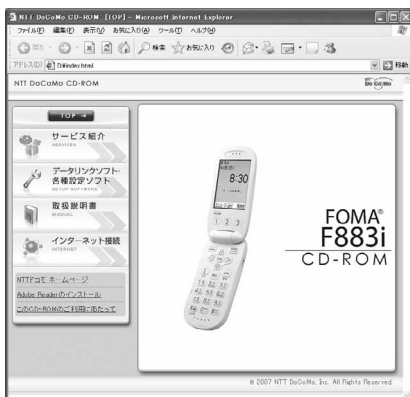 NTT DoCoMo CD-ROM [TOP] - Microsoft Internet Explorer
ファイル(F) 編集(E) 表示(V) お気に入り(A) ツール(T) ヘルプ(H)
検索 お気に入り
アドレス(D) D:¥index.html 移動
NTT DoCoMo CD-ROM
NTT
DoCoMo
TOP
サービス紹介
SERVICES
データリンクソフト・
各種設定ソフト
SETUP SOFTWARE
取扱説明書
MANUAL
インターネット接続
INTERNET
NTTドコモ ホームページ
Adobe Readerのインストール
このCD-ROMのご利用にあたって
8:30
1 2 3
FOMA®
F883i
CD-ROM
© 2007 NTT DoCoMo, Inc. All Rights Reserved.